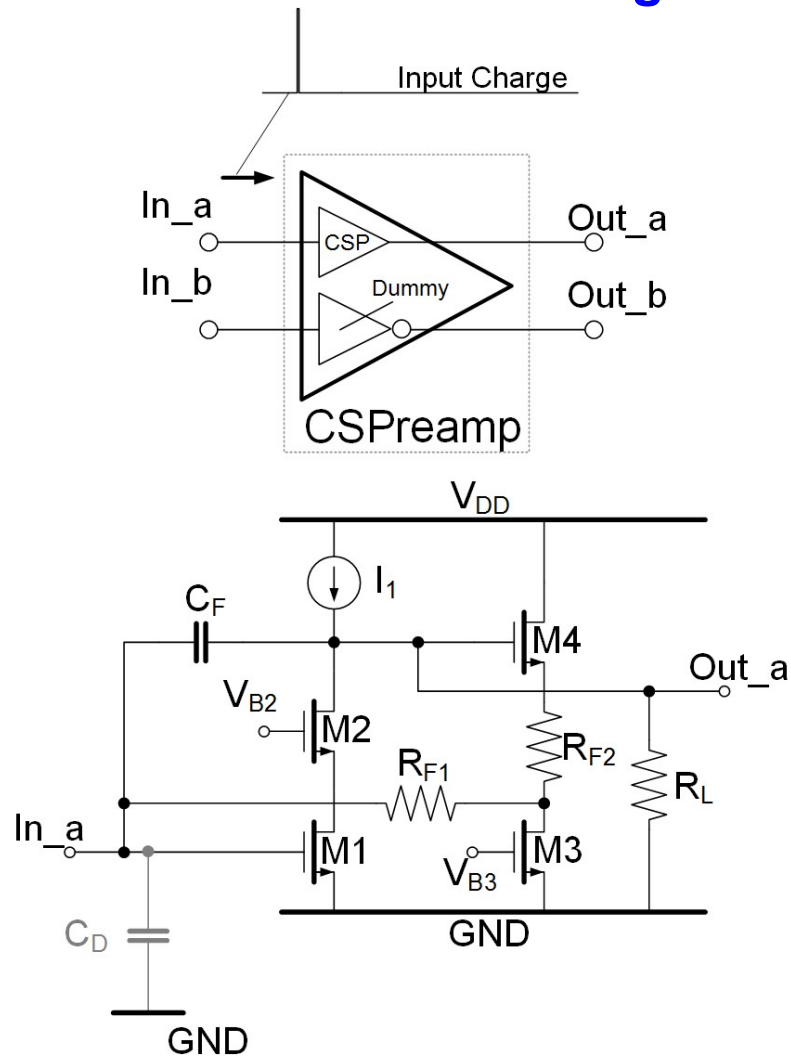 g
Input Charge
In_a
Out_a
CSP
In_b
Dummy
Out_b
CSPreamp
VDD
I1
CF
M4
Out_a
VB2
M2
RF2
RF1
RL
In_a
M1
M3
VB3
CD
GND
GND